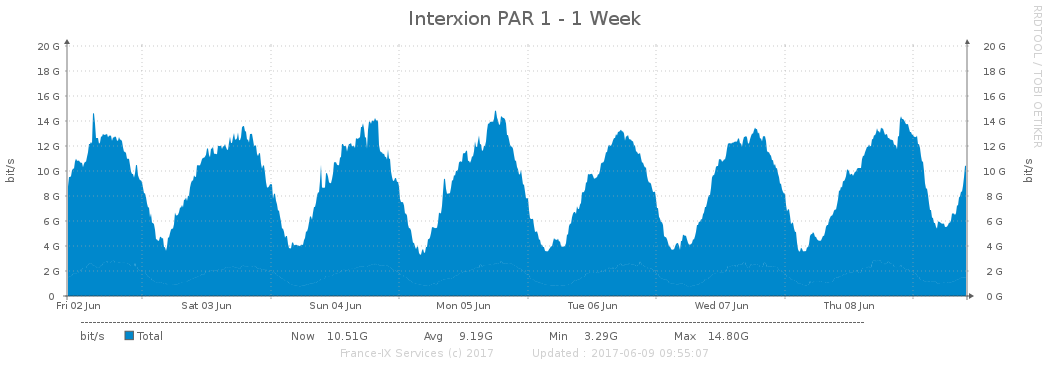 Interxion PAR 1 - 1 Week
RRDTOOL / TOBI OETIKER
bit/s
20 G 20 G
18 G 18 G
16 G 16 G
14 G 14 G
12 G 12 G
10 G 10 G
8 G 8 G
6 G 6 G
4 G 4 G
2 G 2 G
0 0 G
bit/s
Fri 02 Jun Sat 03 Jun Sun 04 Jun Mon 05 Jun Tue 06 Jun Wed 07 Jun Thu 08 Jun
bit/s Total Now 10.51G Avg 9.19G Min 3.29G Max 14.80G
France-IX Services (c) 2017 Updated : 2017-06-09 09:55:07